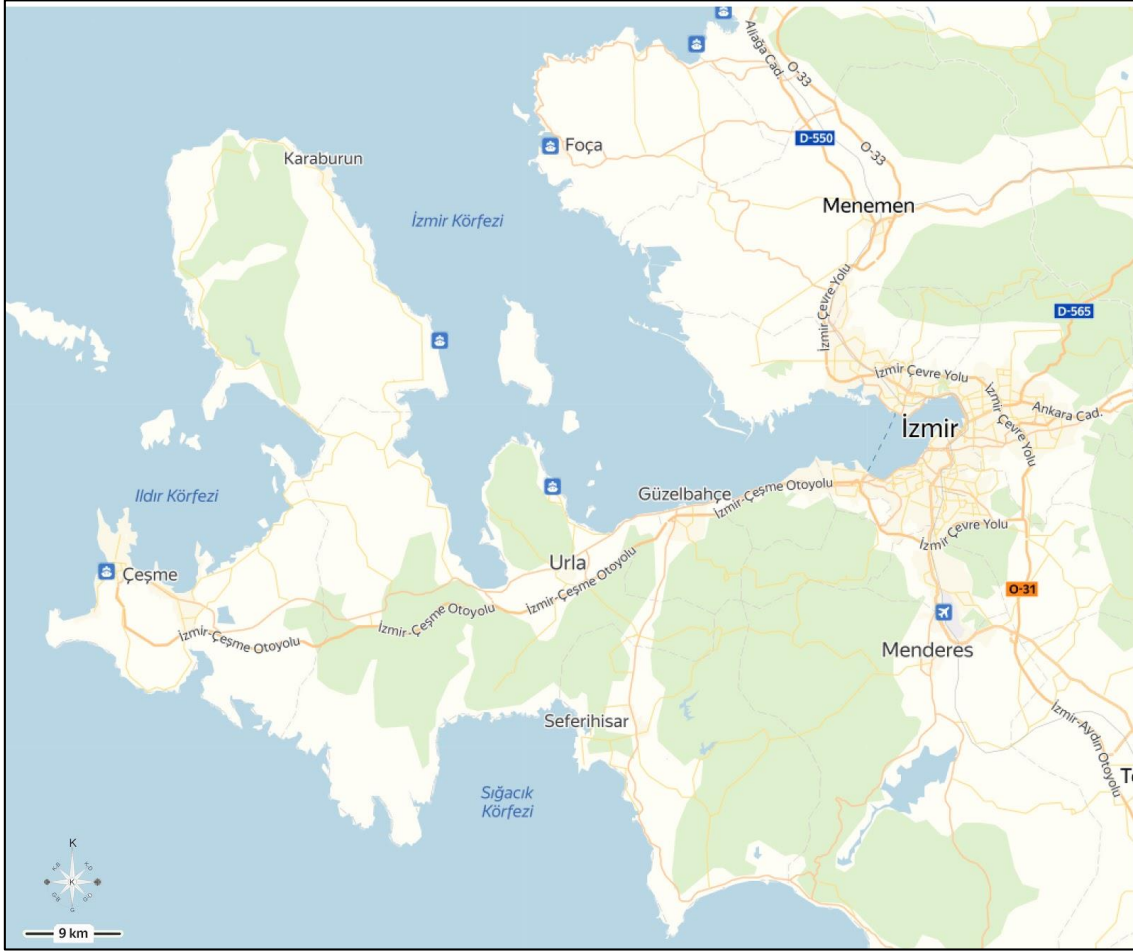 Aliağa Cad.
O-33
D-550
O-33
Foça
Karaburun
Menemen
İzmir Körfezi
İzmir Çevre Yolu
D-565
İzmir Çevre Yolu
İzmir Çevre Yolu
Ankara Cad.
İzmir
Ildır Körfezi
Güzelbahçe
İzmir-Çeşme Otoyolu
İzmir Çevre Yolu
Urla
İzmir-Çeşme Otoyolu
Çeşme
O-31
İzmir-Çeşme Otoyolu
İzmir-Çeşme Otoyolu
Menderes
Seferihisar
İzmir-Aydın Otoyolu
Sığacık
Körfezi
K
K
9 km